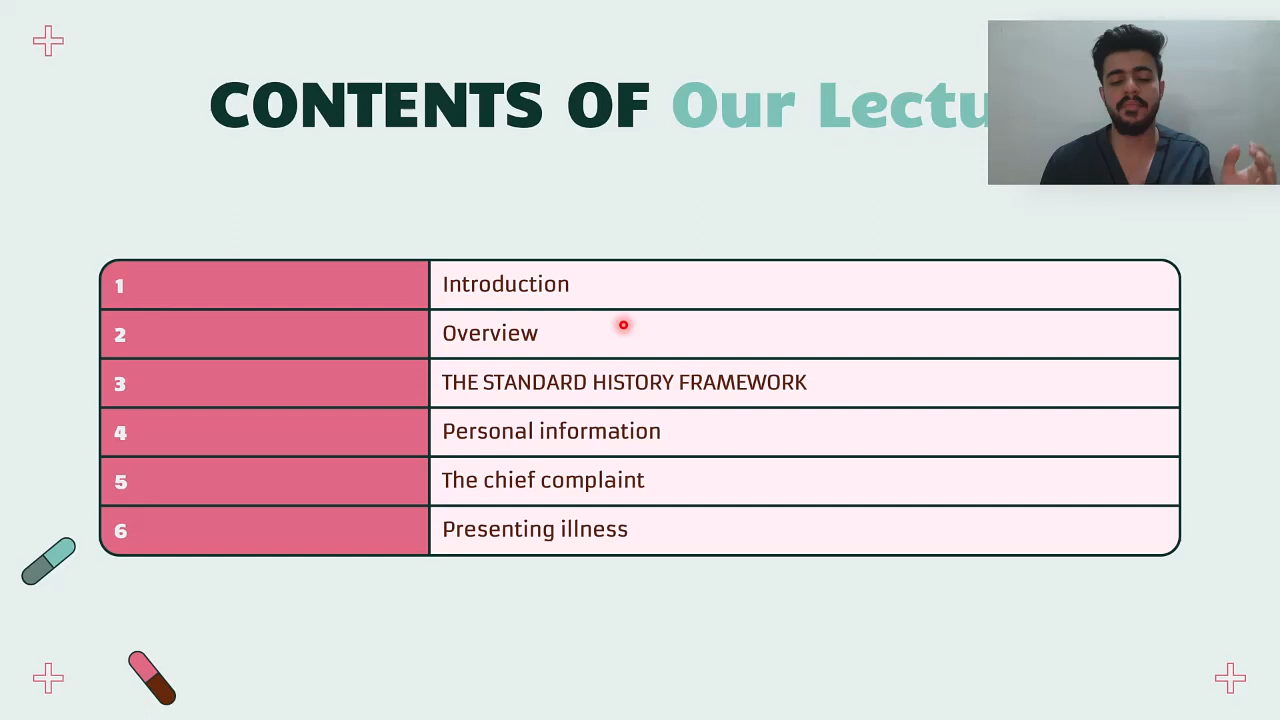 CONTENTS OF Our Lectu
1 Introduction
2 Overview
3 THE STANDARD HISTORY FRAMEWORK
4 Personal information
5 The chief complaint
6 Presenting illness